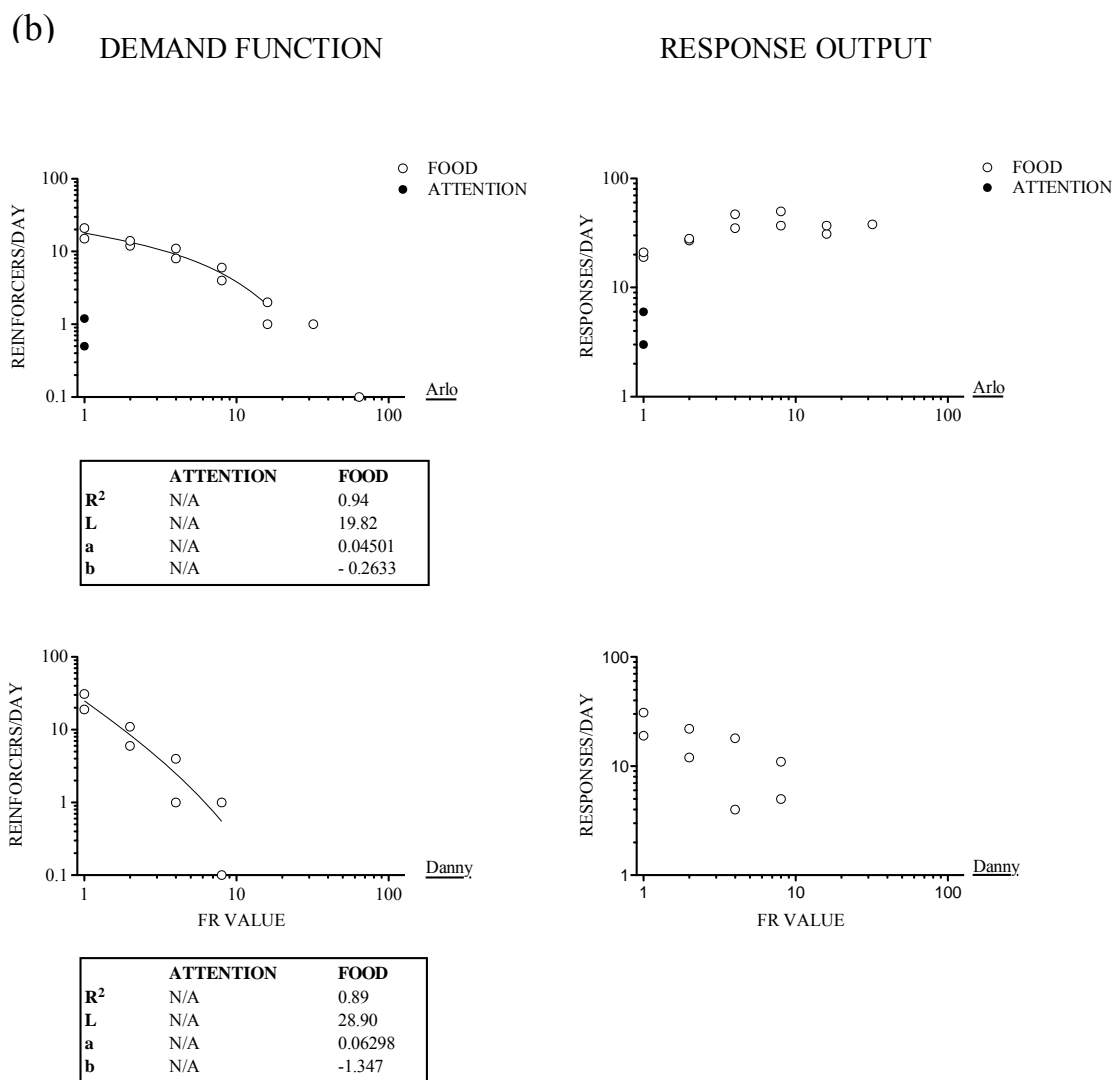 (b)
DEMAND FUNCTION
RESPONSE OUTPUT
FOOD
ATTENTION
REINFORCERS/DAY
100
10
1
0.1
1
10
100
Arlo
FOOD
ATTENTION
RESPONSES/DAY
100
10
1
1
10
100
Arlo
ATTENTION FOOD
R² N/A 0.94
L N/A 19.82
a N/A 0.04501
b N/A - 0.2633
REINFORCERS/DAY
100
10
1
0.1
1
10
100
Danny
FR VALUE
RESPONSES/DAY
100
10
1
1
10
100
Danny
FR VALUE
ATTENTION FOOD
R² N/A 0.89
L N/A 28.90
a N/A 0.06298
b N/A -1.347